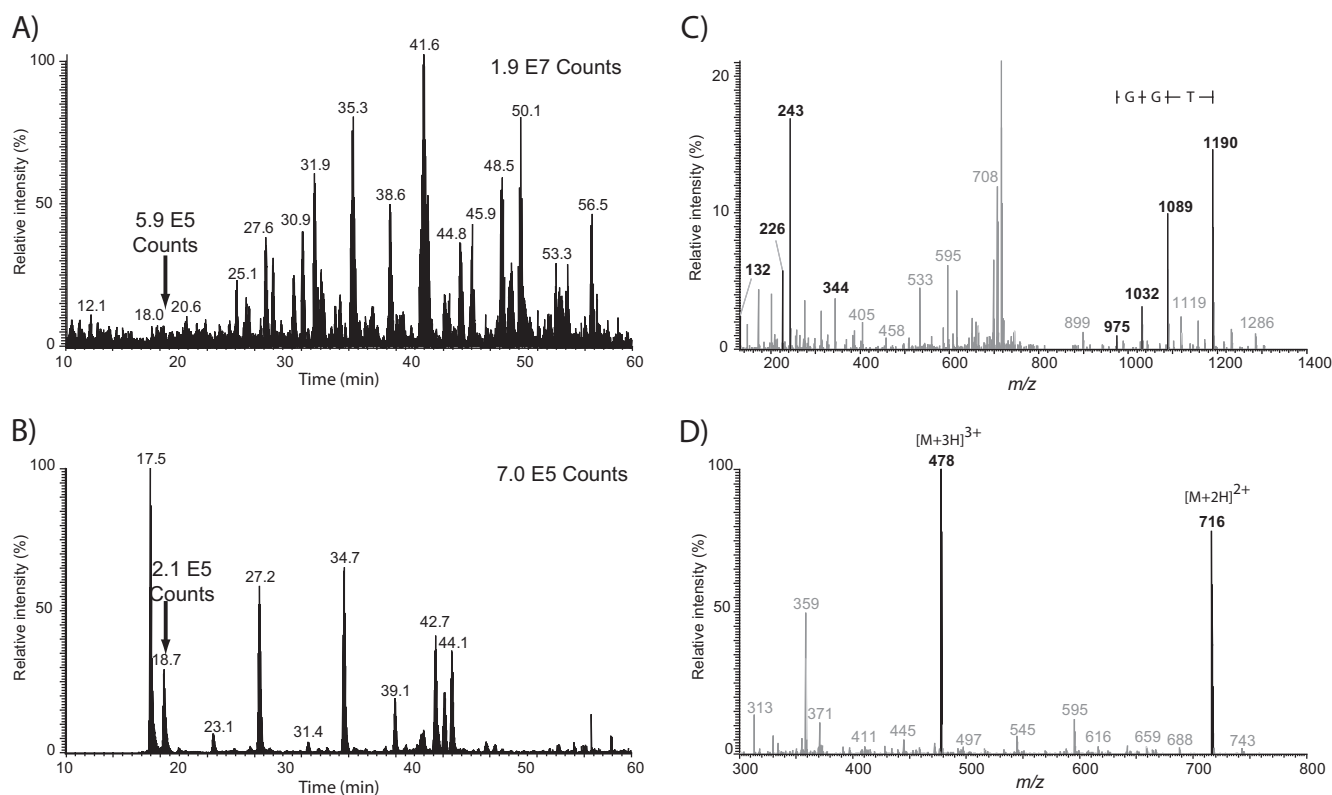 A)
1.9 E7 Counts
5.9 E5
Counts
12.1
18.0
20.6
25.1
27.6
30.9
31.9
35.3
38.6
41.6
44.8
45.9
48.5
50.1
53.3
56.5
100
50
0
Relative intensity (%)
10 20 30 40 50 60
Time (min)
B)
7.0 E5 Counts
2.1 E5
Counts
17.5
18.7
23.1
27.2
31.4
34.7
39.1
42.7
44.1
100
50
0
Relative intensity (%)
10 20 30 40 50 60
Time (min)
C)
G G T
132
226
243
344
405
458
533
595
708
899
975
1032
1089
1119
1190
1286
20
10
0
Relative intensity (%)
200 400 600 800 1000 1200 1400
m/z
D)
[M+3H]3+
478
[M+2H]2+
716
313
359
371
411
445
497
545
595
616
659
688
743
100
50
0
Relative intensity (%)
300 400 500 600 700 800
m/z